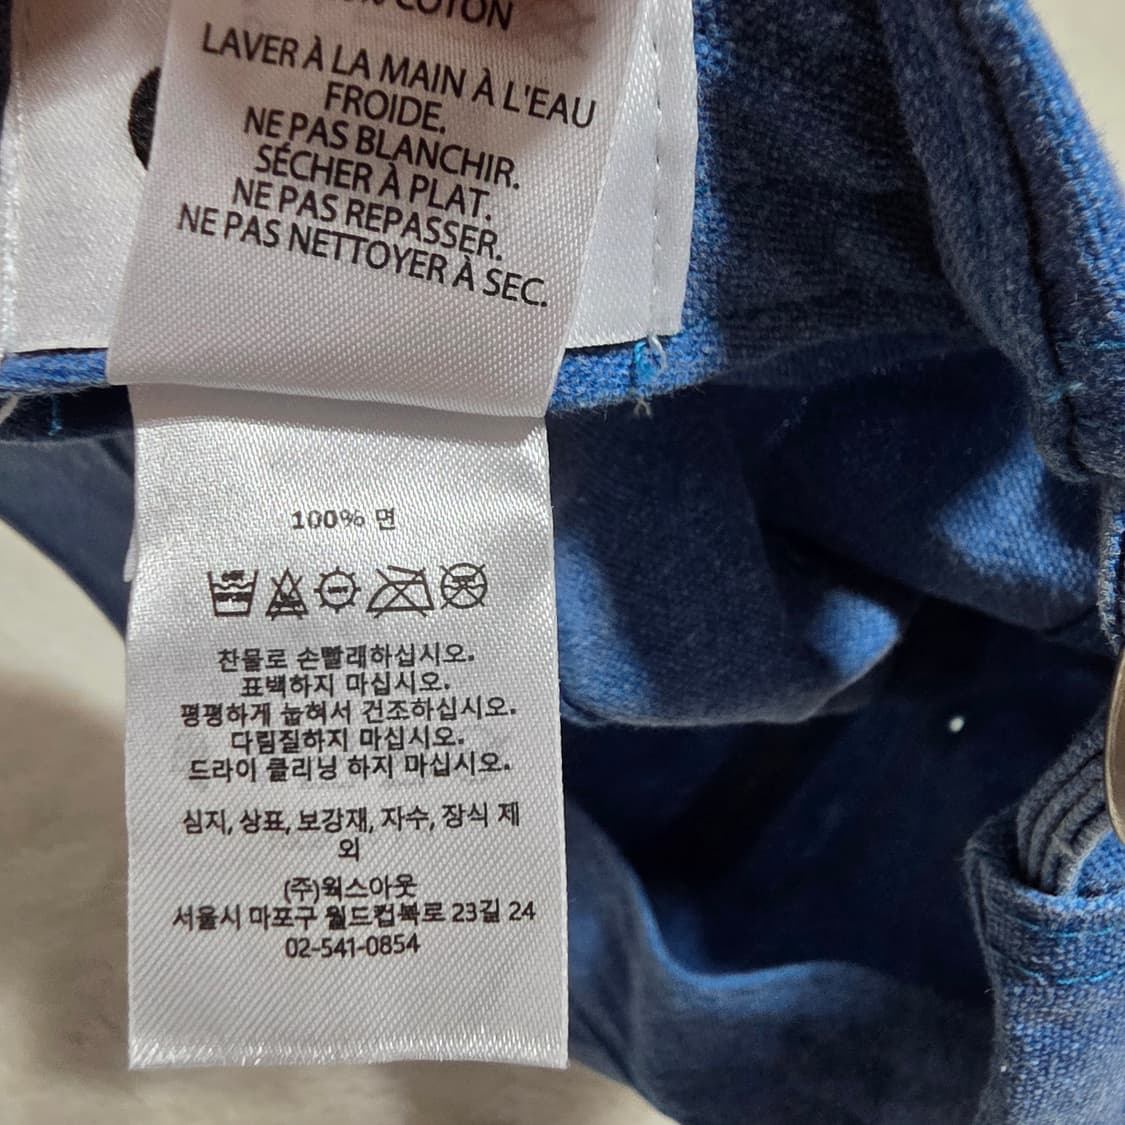 COTON
LAVER À LA MAIN À L'EAU
FROIDE.
NE PAS BLANCHIR.
SÉCHER À PLAT.
NE PAS REPASSER.
NE PAS NETTOYER À SEC.
100% 면
찬물로 손빨래하십시오.
표백하지 마십시오.
평평하게 눕혀서 건조하십시오.
다림질하지 마십시오.
드라이 클리닝 하지 마십시오.
심지, 상표, 보강재, 자수, 장식 제
외
(주)웍스아웃
서울시 마포구 월드컵북로 23길 24
02-541-0854